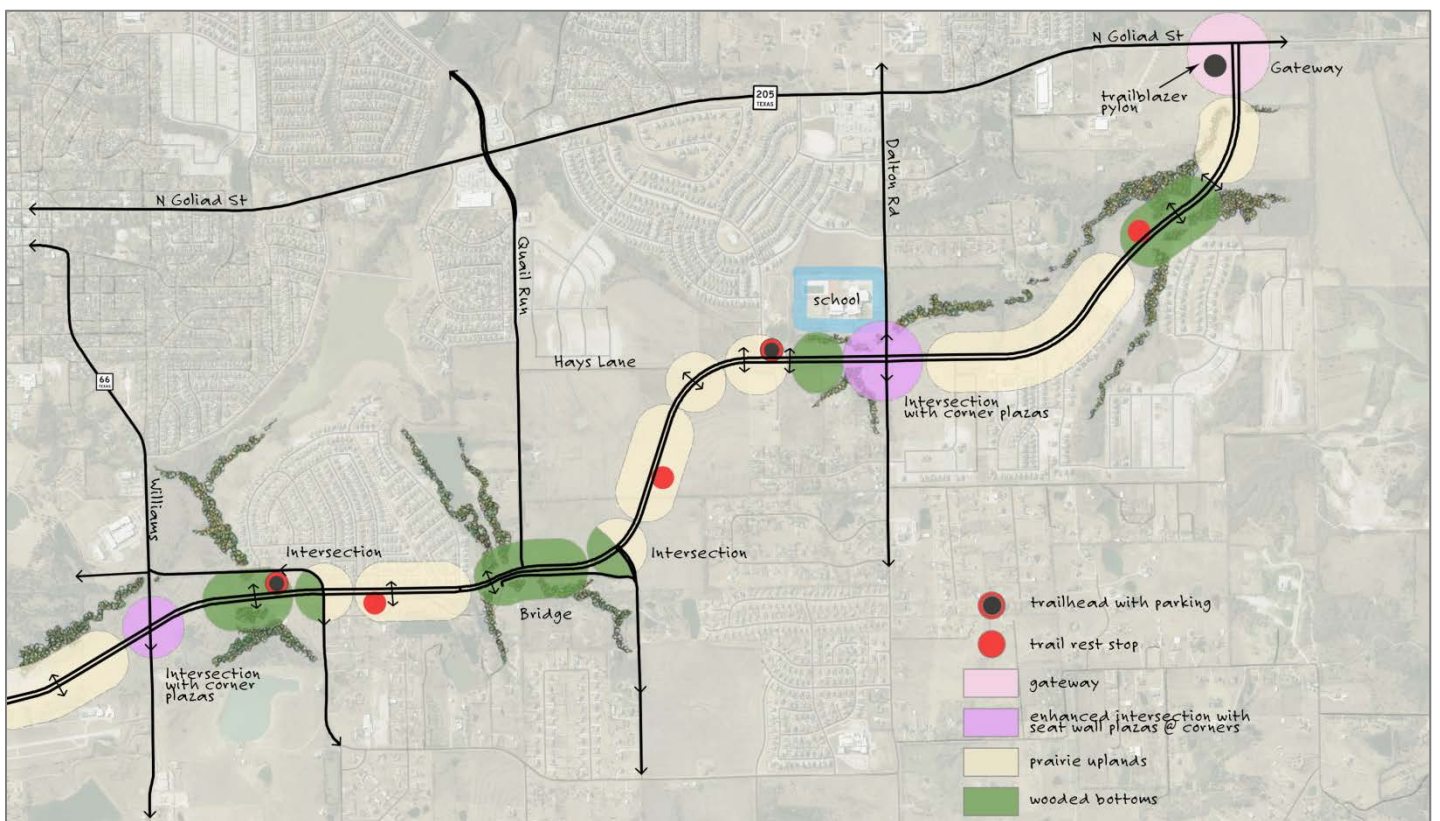 N Goliad St
Gateway
trailblazer
pylon
205
TEXAS
Dalton Rd
N Goliad St
Quail Run
school
Hays Lane
66
TEXAS
Intersection
with corner plazas
Williams
Intersection
Intersection
Bridge
Intersection
with corner
plazas
trailhead with parking
trail rest stop
gateway
enhanced intersection with
seat wall plazas @ corners
prairie uplands
wooded bottoms